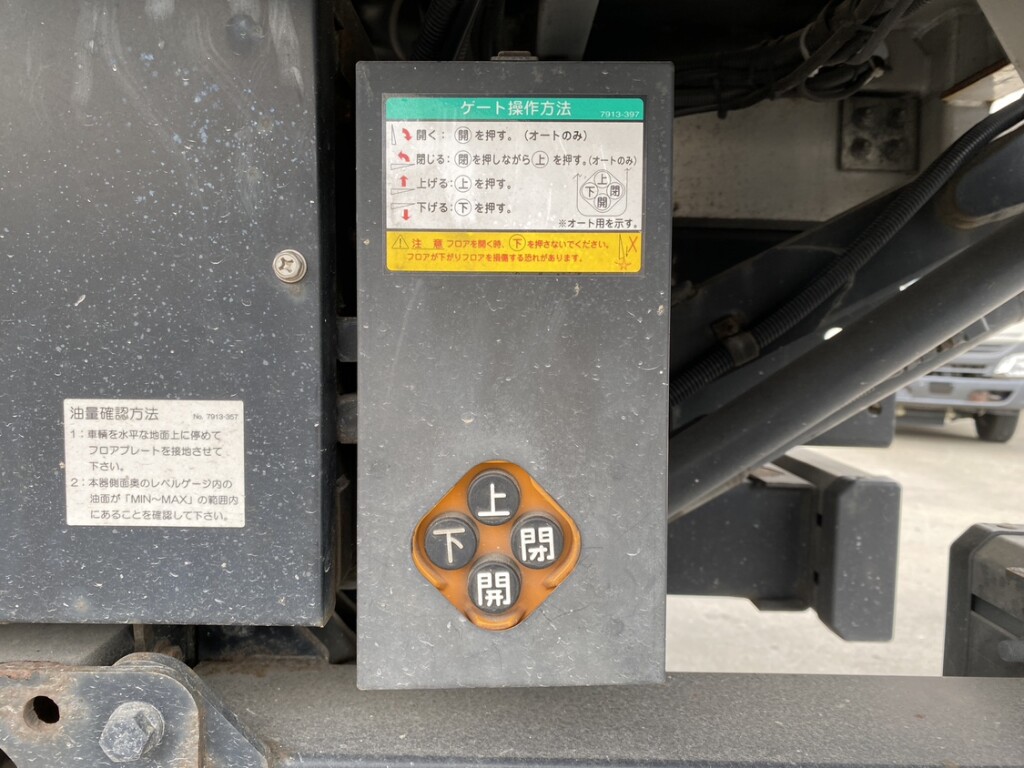 ゲート操作方法 7913-397
開く：開を押す。（オートのみ）
閉じる：閉を押しながら上を押す。（オートのみ）
上げる：上を押す。
下げる：下を押す。
上
下 閉
開
※オート用を示す。
注 意 フロアを開く時、下を押さないでください。
フロアが下がりフロアを損傷する恐れがあります。
油量確認方法 No. 7913-357
1：車輌を水平な地面上に停めて
フロアプレートを接地させて
下さい。
2：本器側面奥のレベルゲージ内の
油面が「MIN～MAX」の範囲内
にあることを確認して下さい。
上
下 閉
開